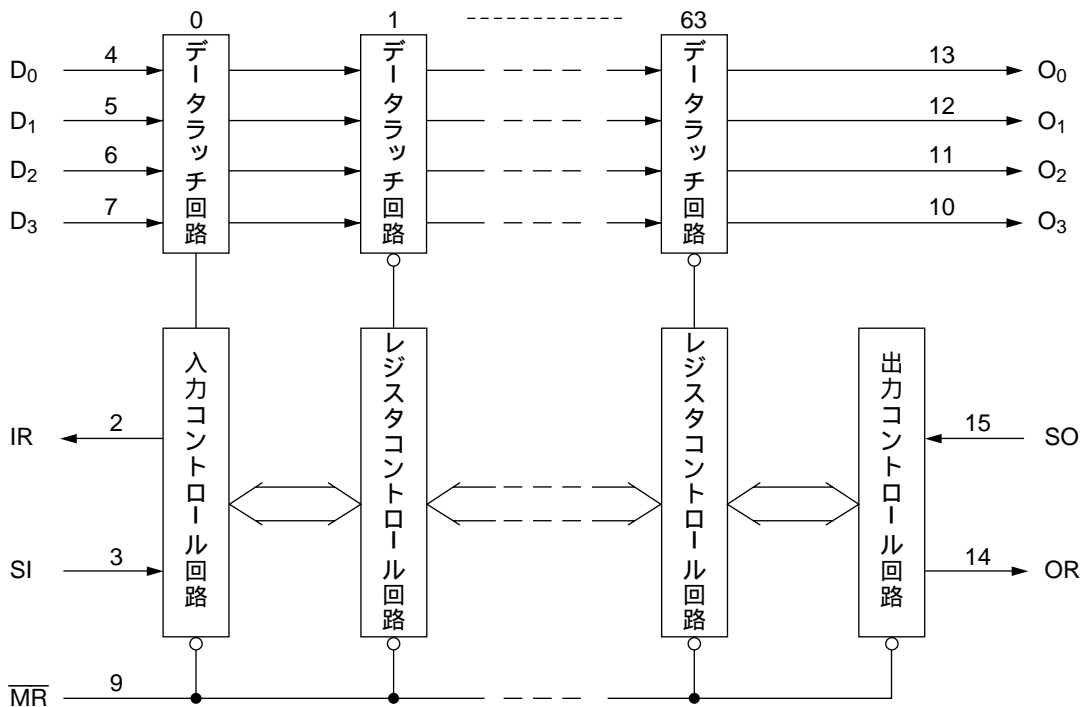 0 1 63
データラッチ回路
データラッチ回路
データラッチ回路
D0 4 13 O0
D1 5 12 O1
D2 6 11 O2
D3 7 10 O3
入力コントロール回路
レジスタコントロール回路
レジスタコントロール回路
出力コントロール回路
IR 2 15 SO
SI 3 14 OR
MR 9